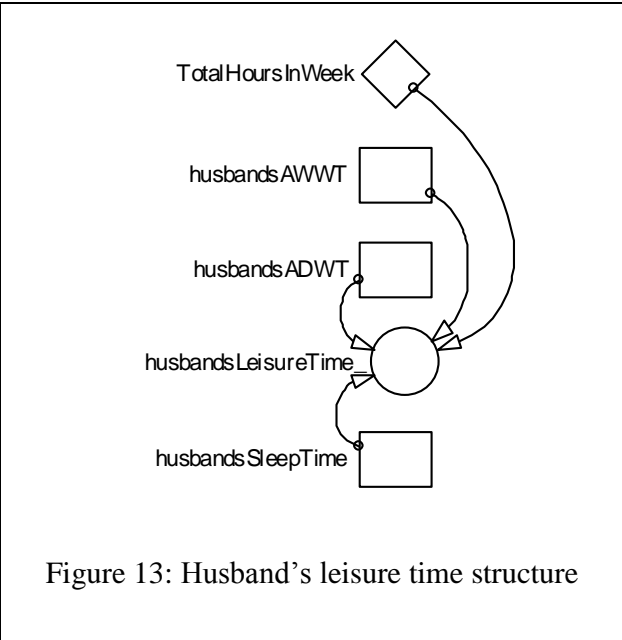 TotalHoursInWeek
husbandsAWWT
husbandsADWT
husbandsLeisureTime_
husbandsSleepTime
Figure 13: Husband’s leisure time structure